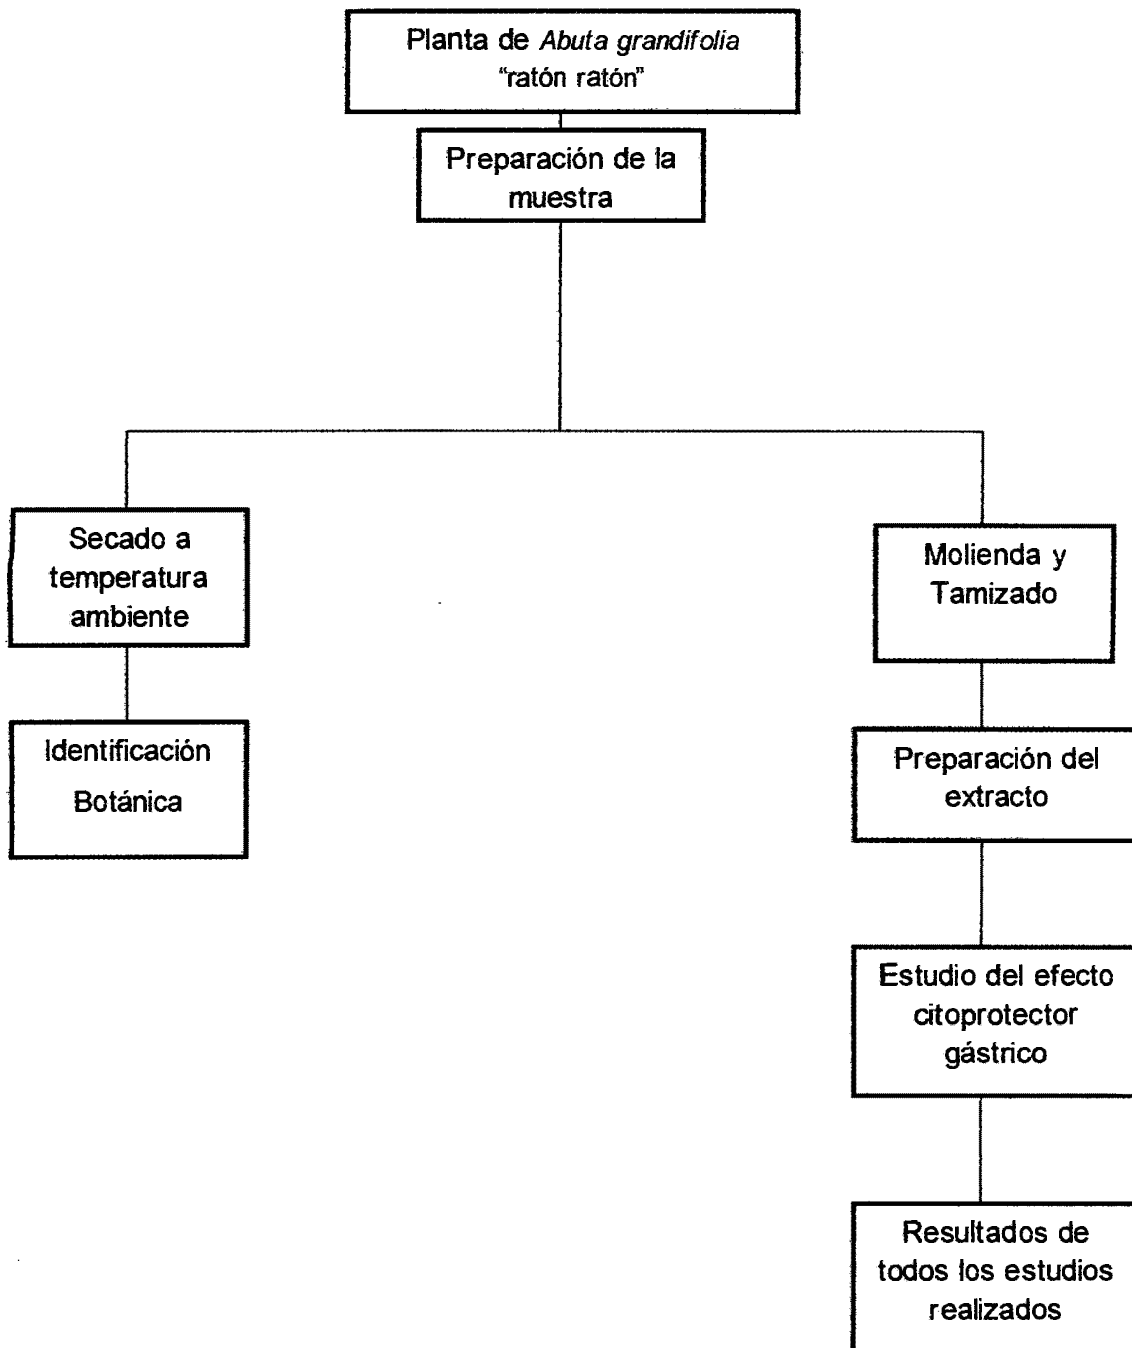 Planta de Abuta grandifolia
“ratón ratón”
Preparación de la
muestra
Secado a
temperatura
ambiente
Identificación
Botánica
Molienda y
Tamizado
Preparación del
extracto
Estudio del efecto
citoprotector
gástrico
Resultados de
todos los estudios
realizados